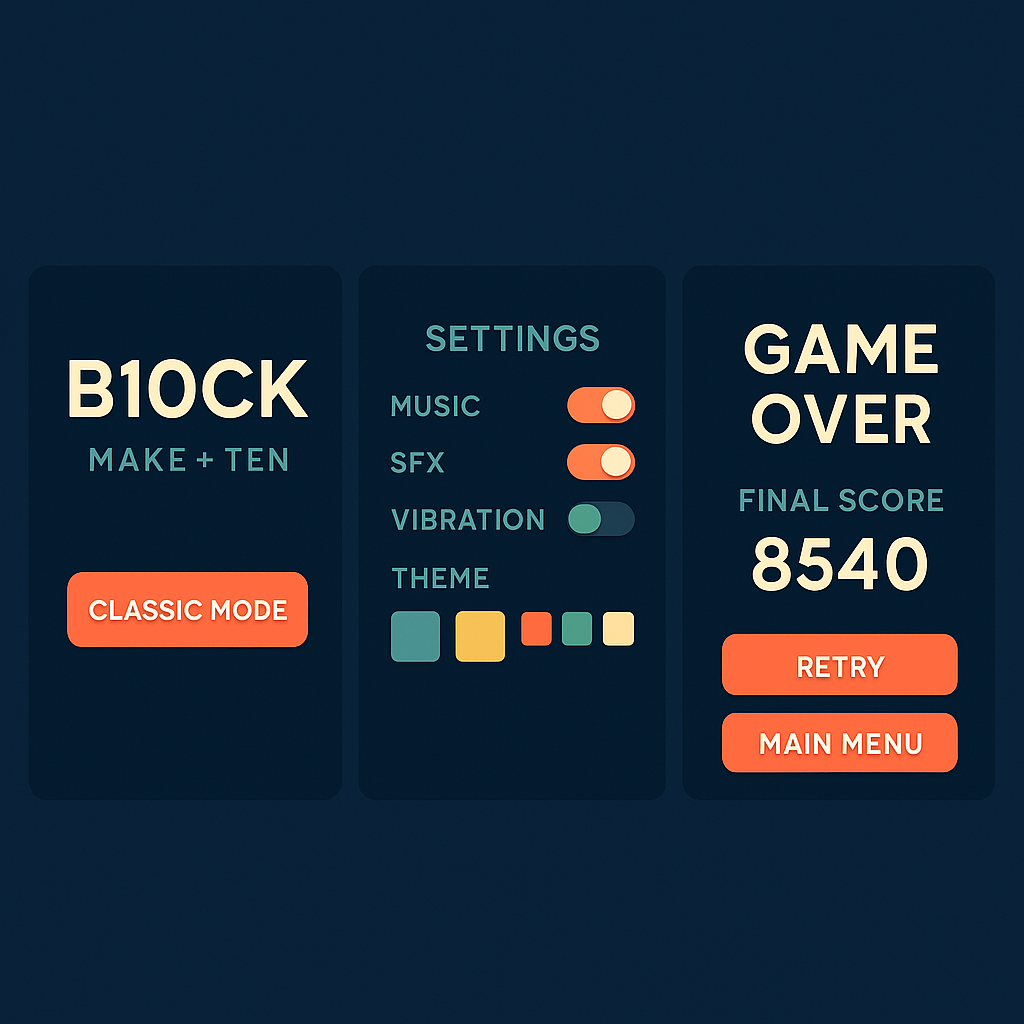 B10CK
MAKE + TEN
CLASSIC MODE
SETTINGS
MUSIC
SFX
VIBRATION
THEME
GAME
OVER
FINAL SCORE
8540
RETRY
MAIN MENU